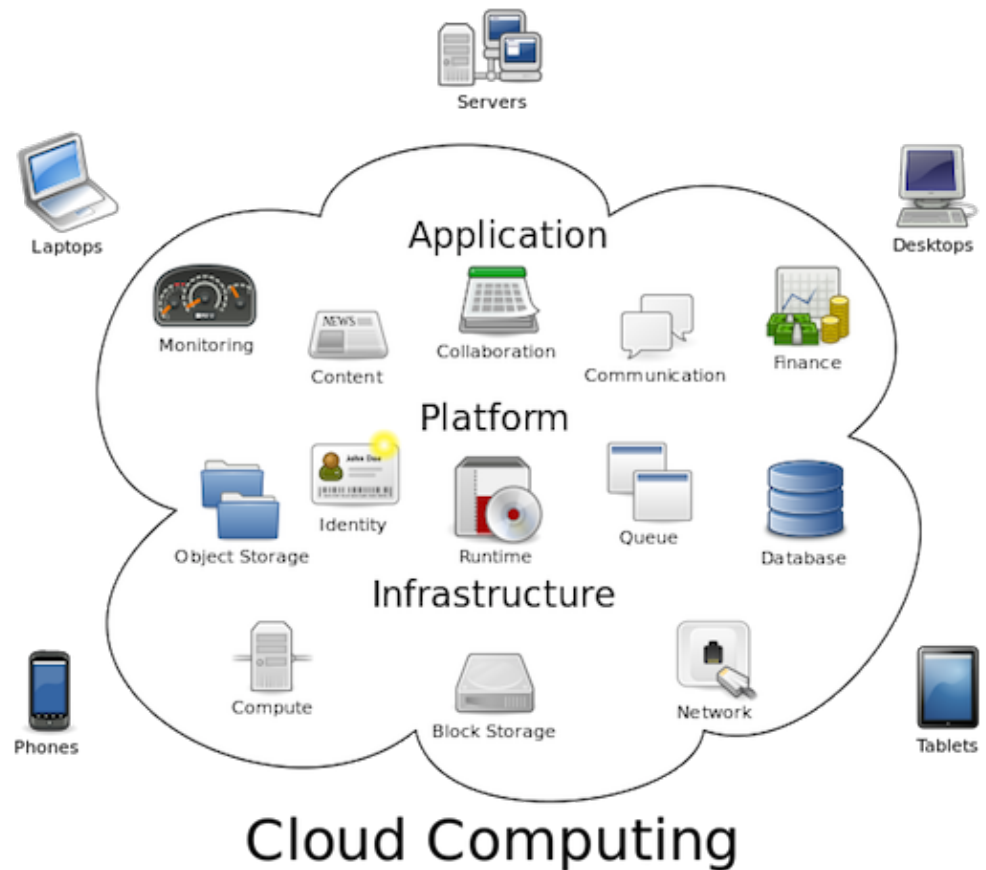 Servers
Laptops
Desktops
Application
Monitoring
NEWS
Content
Collaboration
Communication
Finance
Platform
John Doe
Object Storage
Identity
Runtime
Queue
Database
Infrastructure
Compute
Block Storage
Network
Phones
Tablets
Cloud Computing